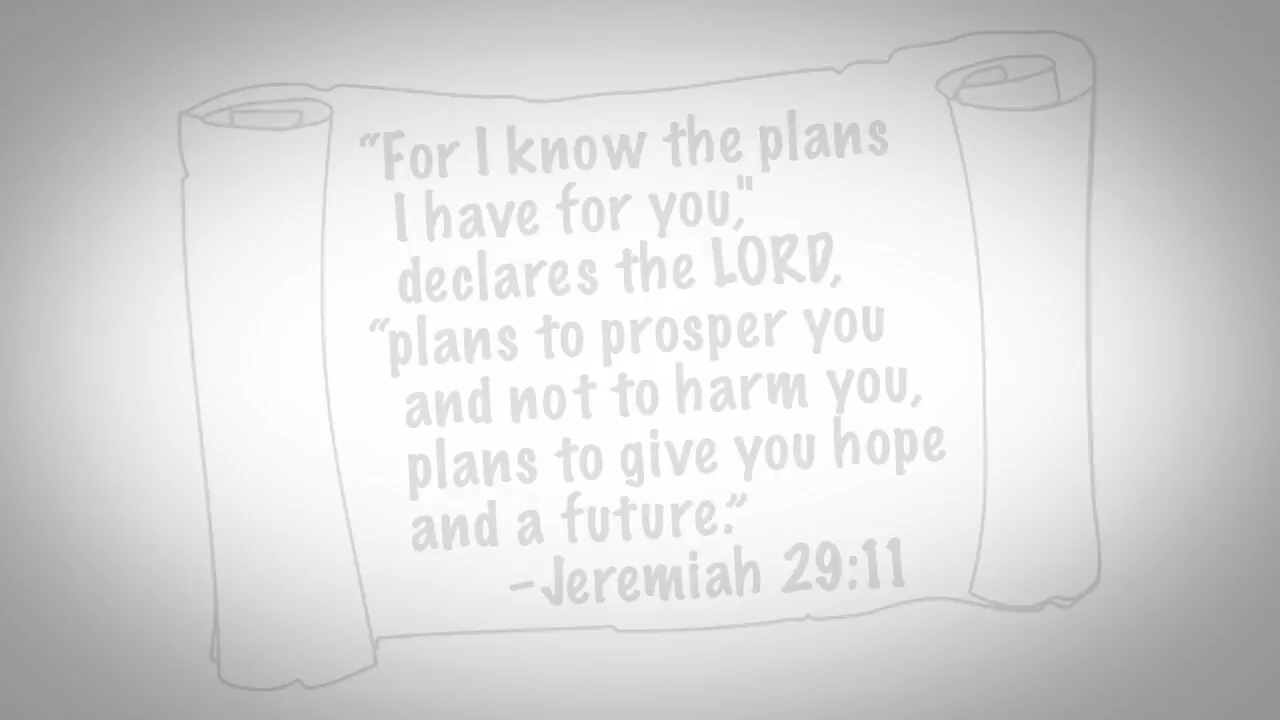 “For I know the plans
I have for you,"
declares the LORD,
“plans to prosper you
and not to harm you,
plans to give you hope
and a future.”
-Jeremiah 29:11